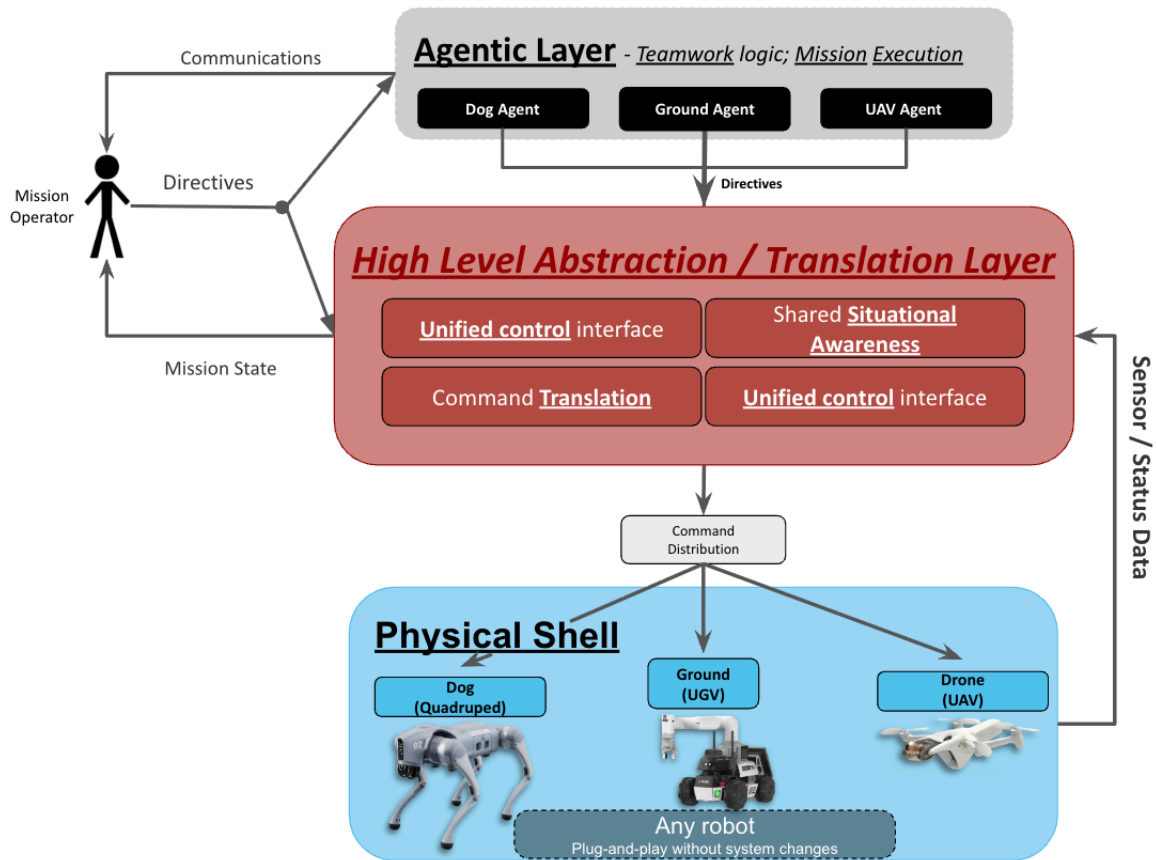 Agentic Layer - Teamwork logic; Mission Execution
Dog Agent
Ground Agent
UAV Agent
Communications
Directives
Mission
Operator
Directives
High Level Abstraction / Translation Layer
Unified control interface
Shared Situational
Awareness
Command Translation
Unified control interface
Mission State
Sensor / Status Data
Command
Distribution
Physical Shell
Dog
(Quadruped)
Ground
(UGV)
Drone
(UAV)
Any robot
Plug-and-play without system changes